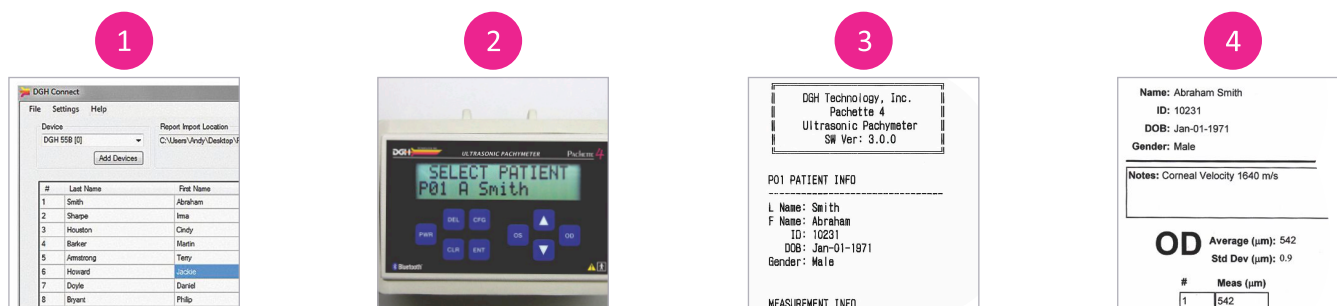 1
DGH Connect
File Settings Help
Device Report Import Location
DGH 55B [0] C:\Users\Andy\Desktop\
Add Devices
# Last Name First Name
1 Smith Abraham
2 Sharpe Ima
3 Houston Cindy
4 Barker Martin
5 Armstrong Terry
6 Howard Jackie
7 Doyle Daniel
8 Bryant Philip
2
DGH ULTRASONIC PACHYMETER Pachette 4
SELECT PATIENT
P01 A Smith
DEL CFG
PWR OS OD
CLR ENT
Bluetooth
3
DGH Technology, Inc.
Pachette 4
Ultrasonic Pachymeter
SW Ver: 3.0.0
P01 PATIENT INFO
L Name: Smith
F Name: Abraham
ID: 10231
DOB: Jan-01-1971
Gender: Male
MEASUREMENT INFO
4
Name: Abraham Smith
ID: 10231
DOB: Jan-01-1971
Gender: Male
Notes: Corneal Velocity 1640 m/s
OD Average (µm): 542
Std Dev (µm): 0.9
# Meas (µm)
1 542